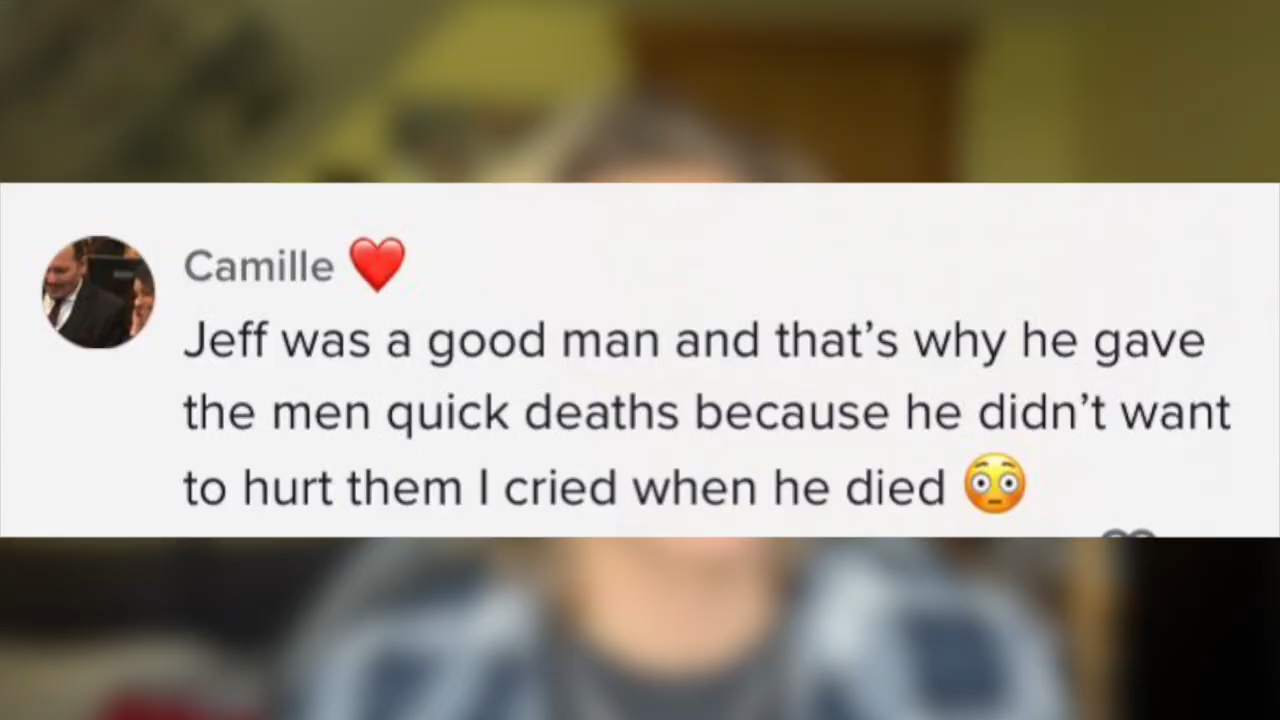 Camille ❤️
Jeff was a good man and that's why he gave
the men quick deaths because he didn't want
to hurt them I cried when he died 😳